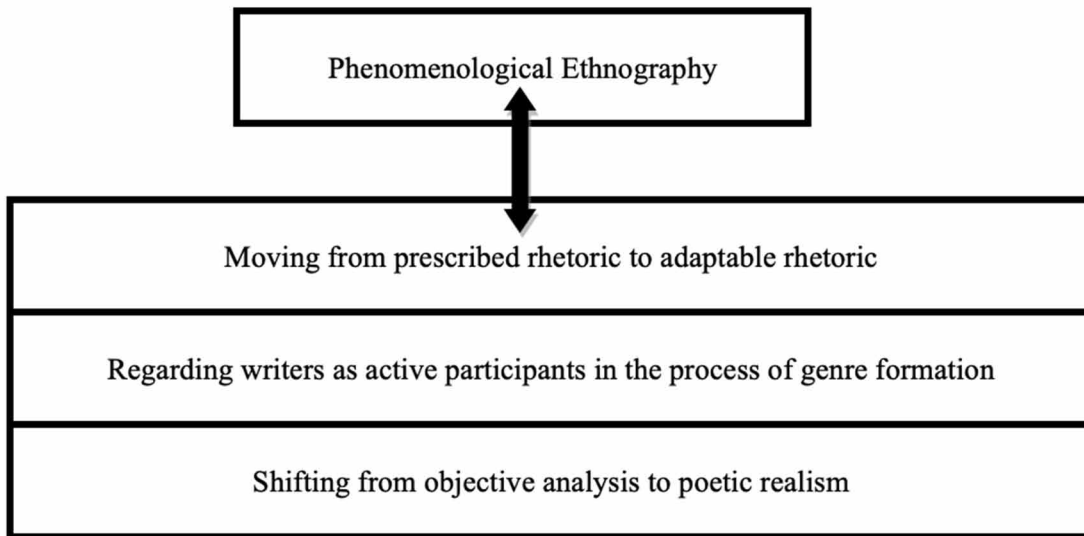 Phenomenological Ethnography
Moving from prescribed rhetoric to adaptable rhetoric
Regarding writers as active participants in the process of genre formation
Shifting from objective analysis to poetic realism